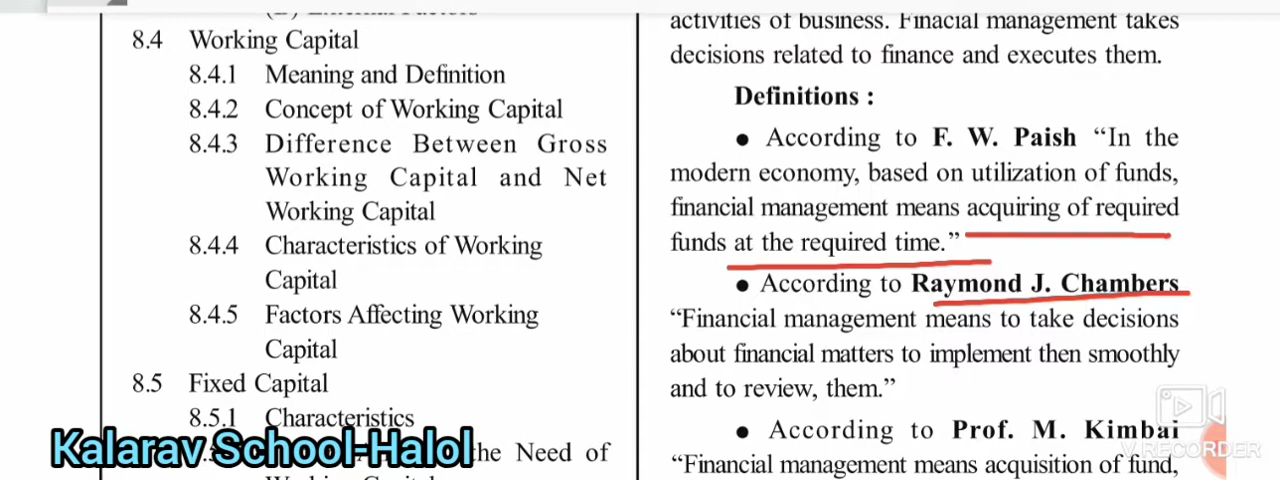 (D) External Factors
8.4 Working Capital
8.4.1 Meaning and Definition
8.4.2 Concept of Working Capital
8.4.3 Difference Between Gross
Working Capital and Net
Working Capital
8.4.4 Characteristics of Working
Capital
8.4.5 Factors Affecting Working
Capital
8.5 Fixed Capital
8.5.1 Characteristics
the Need of
activities of business. Finacial management takes
decisions related to finance and executes them.
Definitions :
● According to F. W. Paish “In the
modern economy, based on utilization of funds,
financial management means acquiring of required
funds at the required time.”
● According to Raymond J. Chambers
“Financial management means to take decisions
about financial matters to implement then smoothly
and to review, them.”
● According to Prof. M. Kimbai
“Financial management means acquisition of fund,
Kalarav School-Halol
V.RECORDER